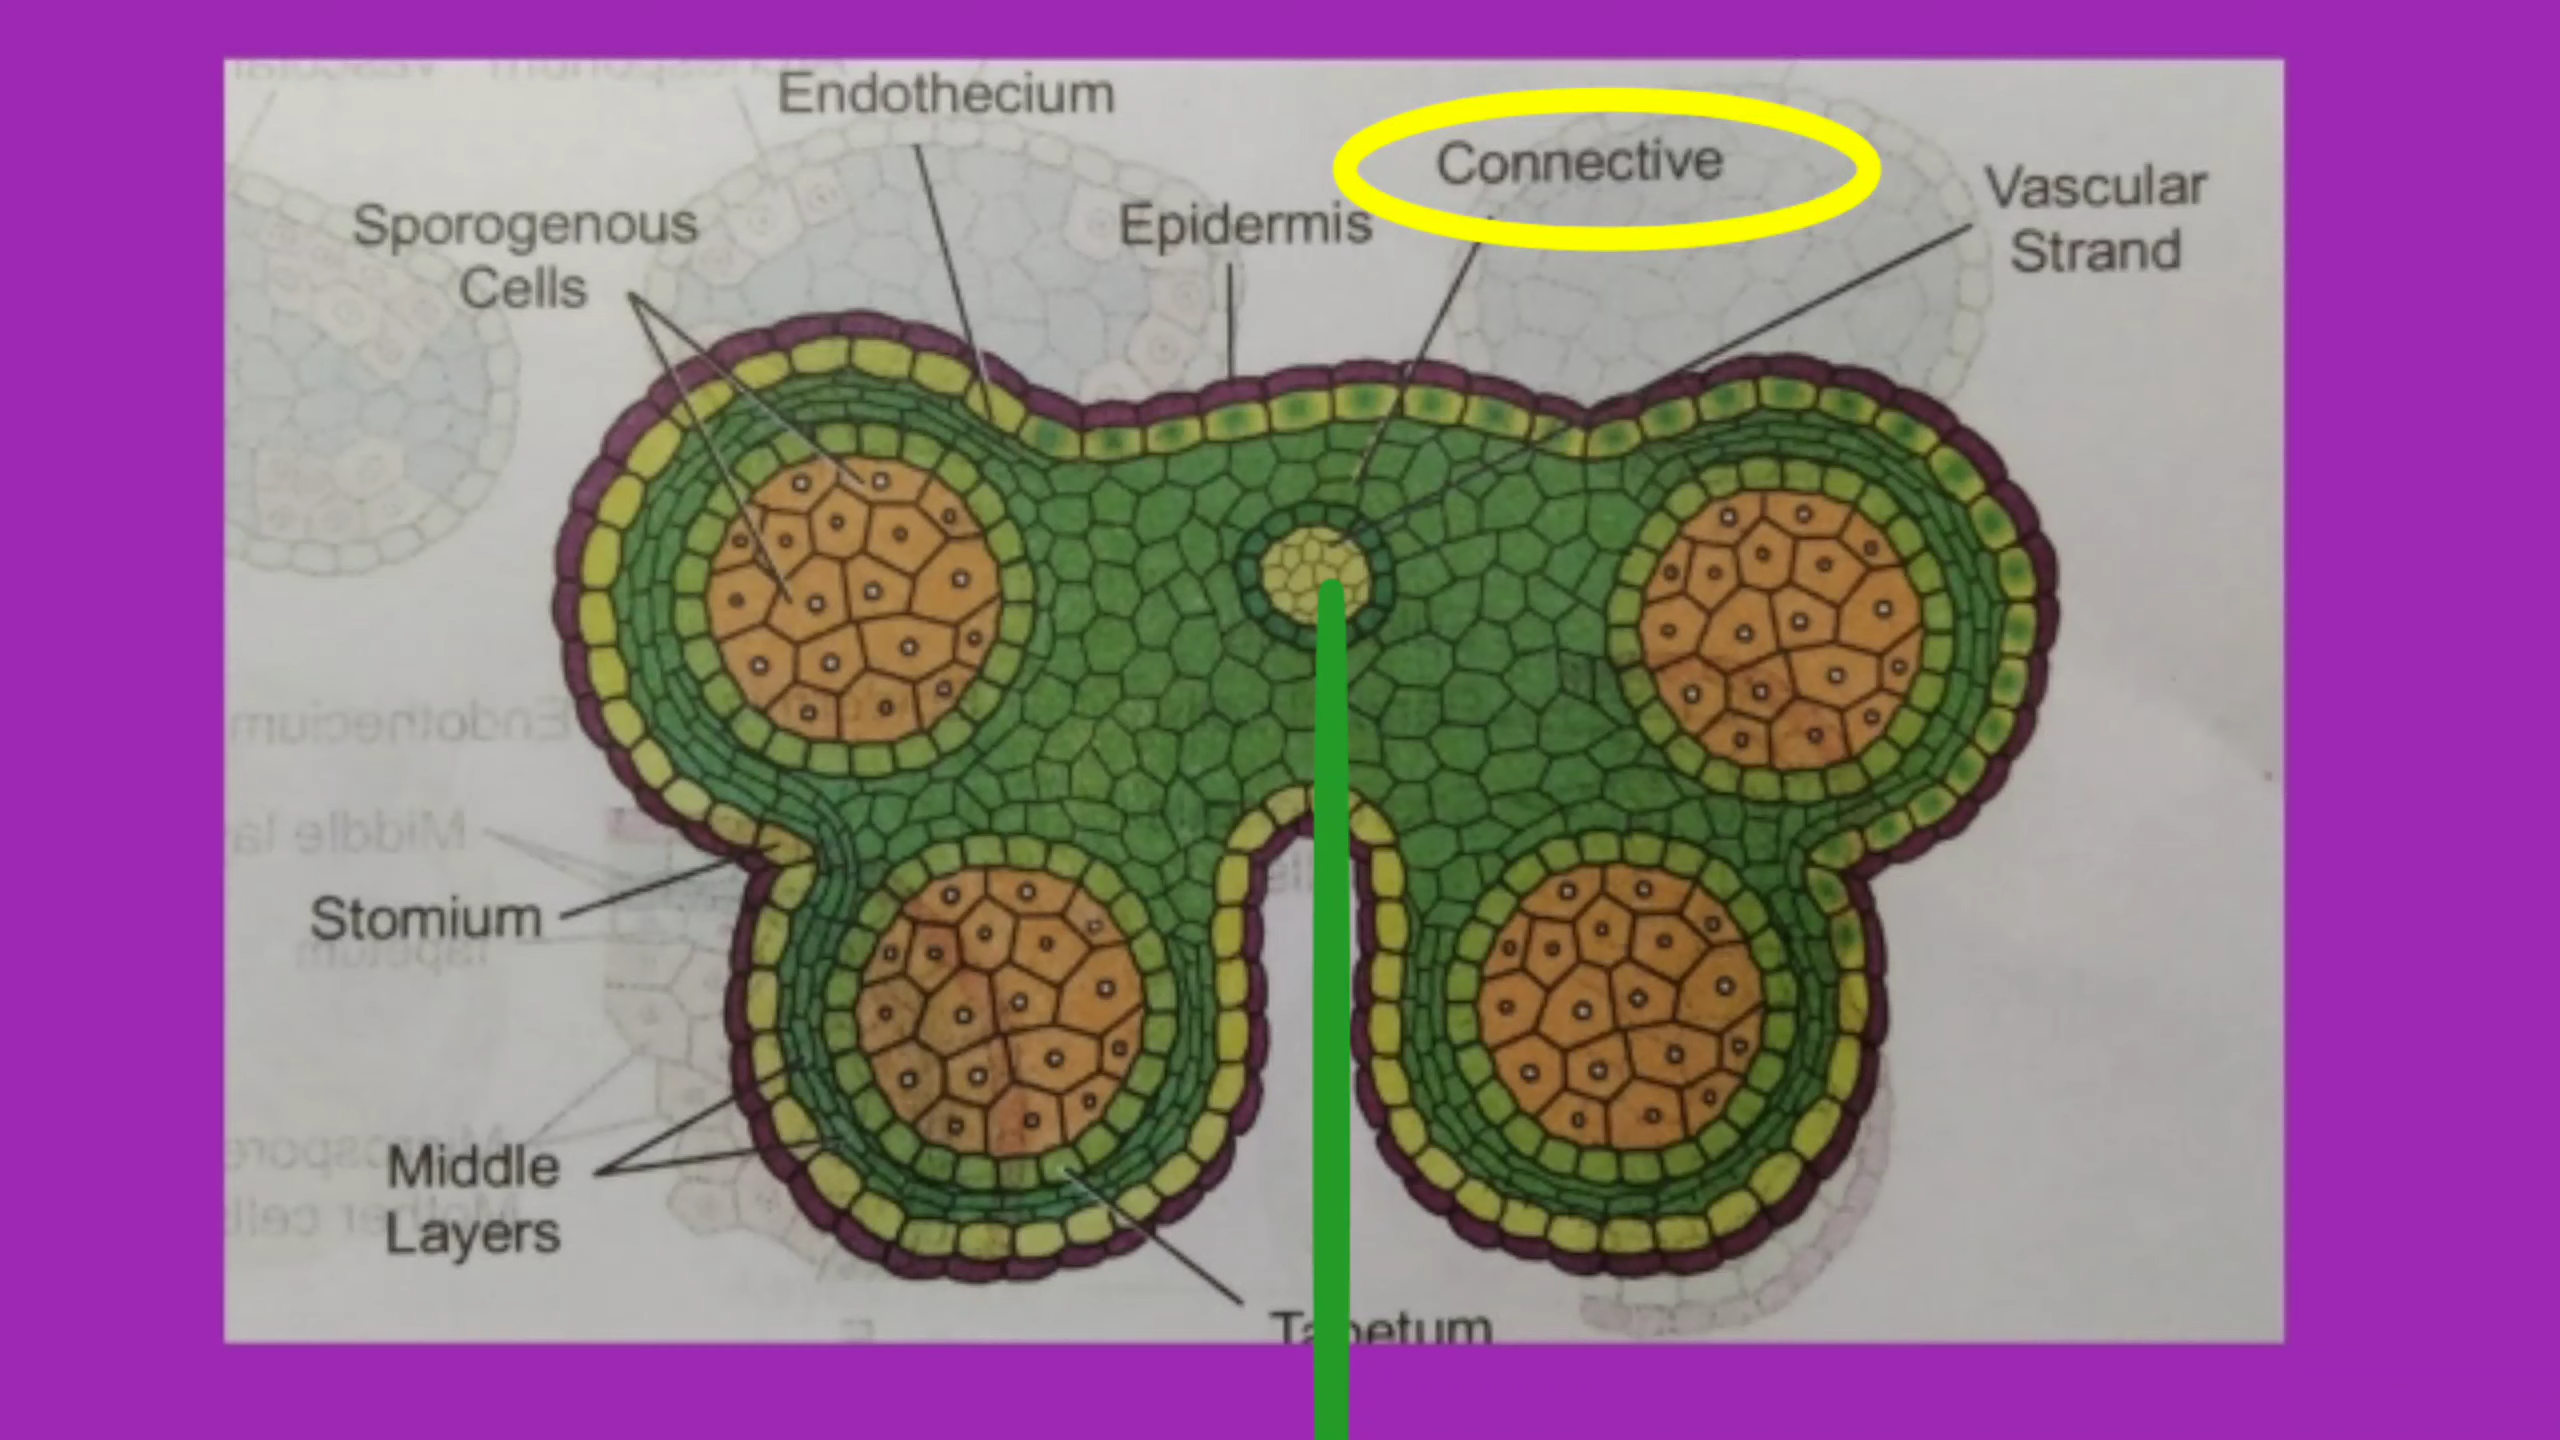 Endothecium
Connective
Vascular
Strand
Sporogenous
Cells
Epidermis
Stomium
Middle
Layers